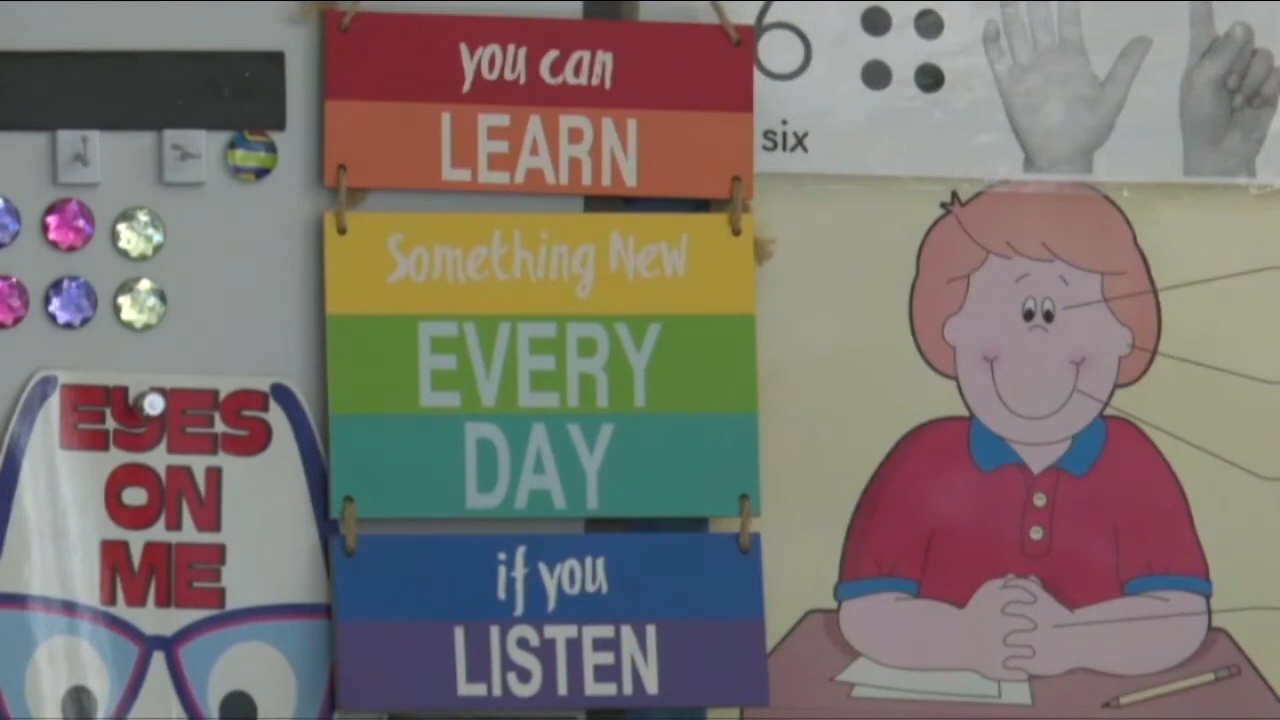 you can
LEARN
Something New
EVERY
DAY
if you
LISTEN
EYES
ON
ME
6
six